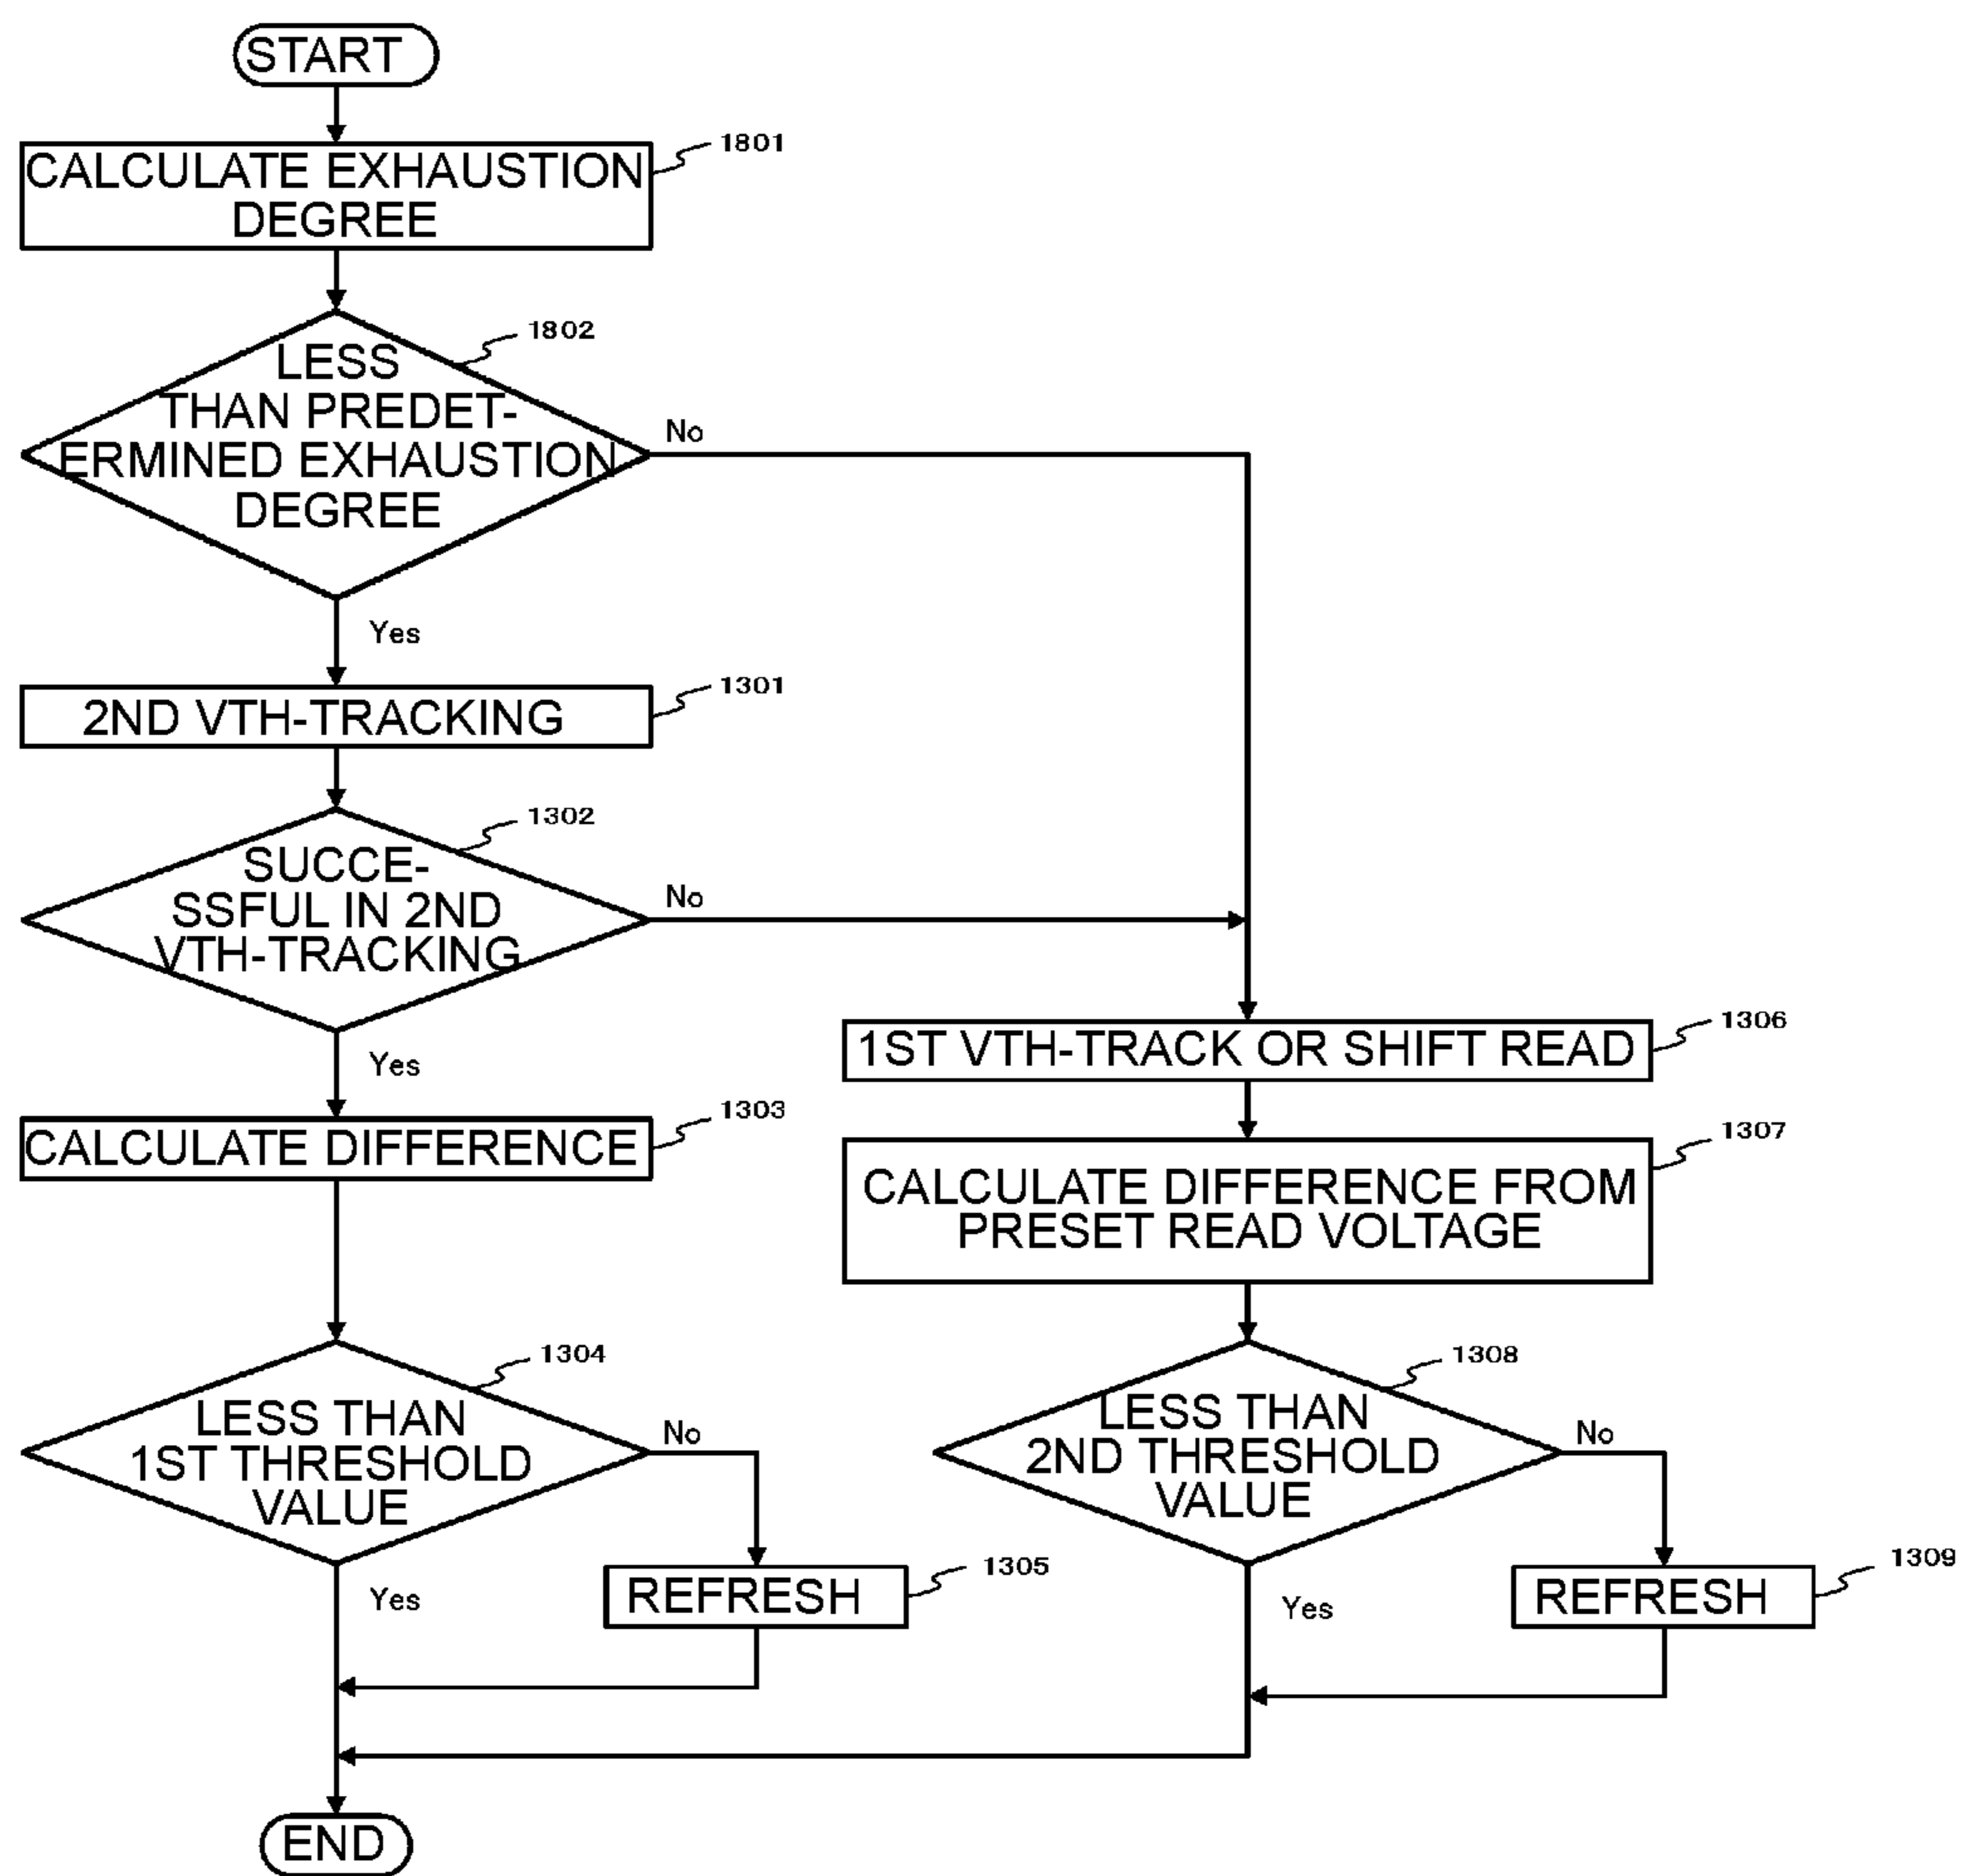 START
1801
CALCULATE EXHAUSTION
DEGREE
1802
LESS
THAN PREDET-
ERMINED EXHAUSTION
DEGREE
No
Yes
1301
2ND VTH-TRACKING
1302
SUCCE-
SSFUL IN 2ND
VTH-TRACKING
No
Yes
1306
1ST VTH-TRACK OR SHIFT READ
1303
CALCULATE DIFFERENCE
1307
CALCULATE DIFFERENCE FROM
PRESET READ VOLTAGE
1304
LESS THAN
1ST THRESHOLD
VALUE
No
Yes
1305
REFRESH
1308
LESS THAN
2ND THRESHOLD
VALUE
No
Yes
1309
REFRESH
END